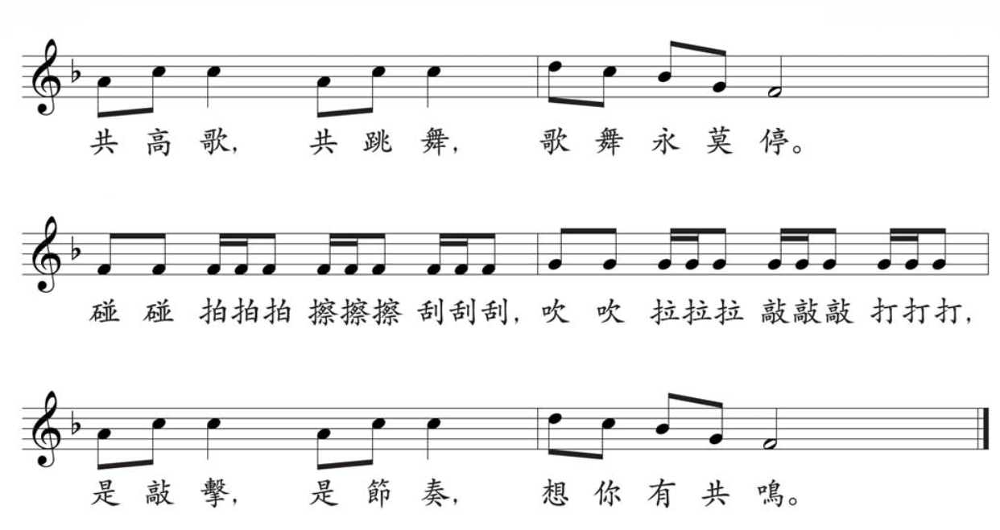 共高歌, 共跳舞, 歌舞永莫停。
碰碰拍拍拍擦擦擦刮刮刮, 吹吹拉拉拉敲敲敲打打打,
是敲擊, 是節奏, 想你有共鳴。